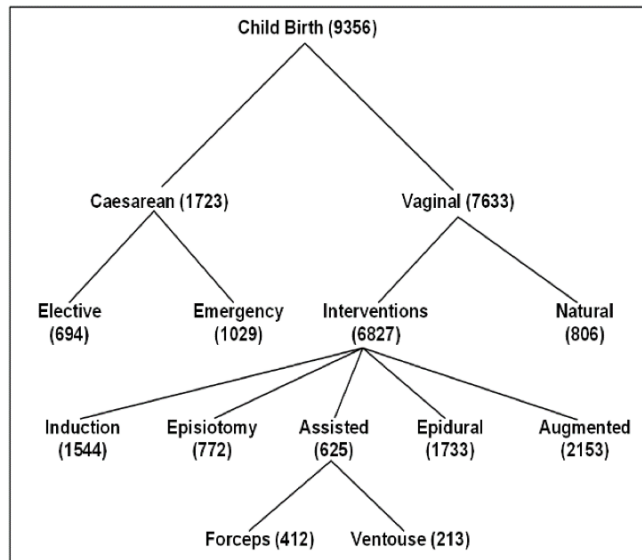 Child Birth (9356)
Caesarean (1723) Vaginal (7633)
Elective Emergency Interventions Natural
(694) (1029) (6827) (806)
Induction Episiotomy Assisted Epidural Augmented
(1544) (772) (625) (1733) (2153)
Forceps (412) Ventouse (213)